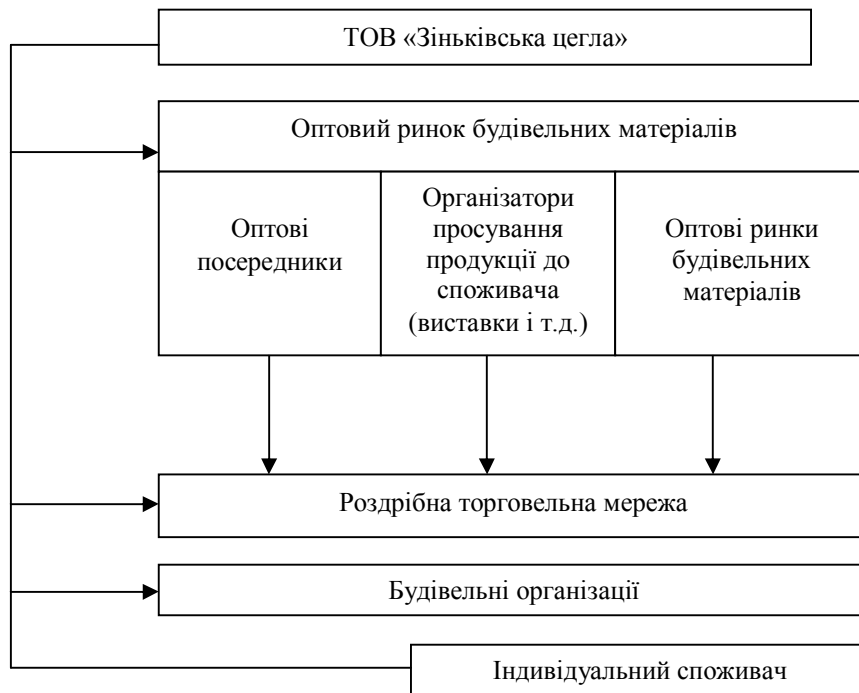 ТОВ «Зіньківська цегла»
Оптовий ринок будівельних матеріалів
Оптові
посередники
Організатори
просування
продукції до
споживача
(виставки і т.д.)
Оптові ринки
будівельних
матеріалів
Роздрібна торговельна мережа
Будівельні організації
Індивідуальний споживач